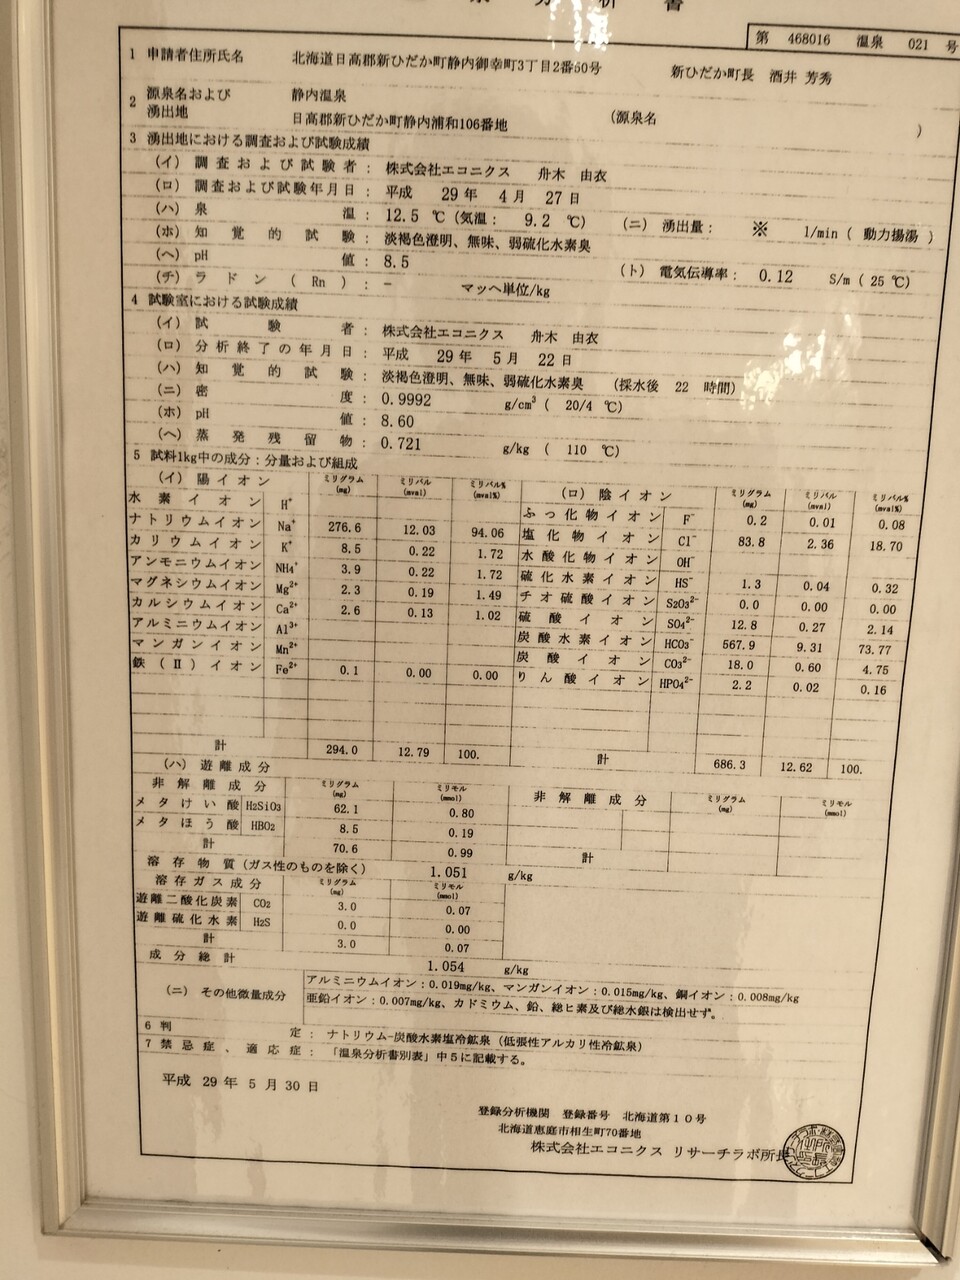 析 書
第 468016 温泉 021 号
1 申請者住所氏名 北海道日高郡新ひだか町静内御幸町3丁目2番50号 新ひだか町長 酒井 芳秀
2 源泉名および湧出地 静内温泉
日高郡新ひだか町静内浦和106番地 (源泉名 )
3 湧出地における調査および試験成績
(イ) 調査および試験者: 株式会社エコニクス 舟木 由衣
(ロ) 調査および試験年月日: 平成 29年 4月 27日
(ハ) 泉温: 12.5 ℃ (気温: 9.2 ℃) (ニ) 湧出量: ※ l/min ( 動力揚湯 )
(ホ) 知覚的試験: 淡褐色澄明、無味、弱硫化水素臭
(ヘ) pH値: 8.5 (ト) 電気伝導率: 0.12 S/m ( 25℃)
(チ) ラドン(Rn): － マッヘ単位/kg
4 試験室における試験成績
(イ) 試験者: 株式会社エコニクス 舟木 由衣
(ロ) 分析終了の年月日: 平成 29年 5月 22日
(ハ) 知覚的試験: 淡褐色澄明、無味、弱硫化水素臭 (採水後 22 時間)
(ニ) 密度: 0.9992 g/cm³ ( 20/4 ℃)
(ホ) pH値: 8.60
(ヘ) 蒸発残留物: 0.721 g/kg ( 110 ℃)
5 試料1kg中の成分:分量および組成
(イ) 陽イオン ミリグラム(mg) ミリバル(mval) ミリバル%(mval%)
水素イオン H⁺
ナトリウムイオン Na⁺ 276.6 12.03 94.06
カリウムイオン K⁺ 8.5 0.22 1.72
アンモニウムイオン NH4⁺ 3.9 0.22 1.72
マグネシウムイオン Mg²⁺ 2.3 0.19 1.49
カルシウムイオン Ca²⁺ 2.6 0.13 1.02
アルミニウムイオン Al³⁺
マンガンイオン Mn²⁺
鉄(II)イオン Fe²⁺ 0.1 0.00 0.00
計 294.0 12.79 100.
(ロ) 陰イオン ミリグラム(mg) ミリバル(mval) ミリバル%(mval%)
ふっ化物イオン F⁻ 0.2 0.01 0.08
塩化物イオン Cl⁻ 83.8 2.36 18.70
水酸化物イオン OH⁻
硫化水素イオン HS⁻ 1.3 0.04 0.32
チオ硫酸イオン S2O3²⁻ 0.0 0.00 0.00
硫酸イオン SO4²⁻ 12.8 0.27 2.14
炭酸水素イオン HCO3⁻ 567.9 9.31 73.77
炭酸イオン CO3²⁻ 18.0 0.60 4.75
りん酸イオン HPO4²⁻ 2.2 0.02 0.16
計 686.3 12.62 100.
(ハ) 遊離成分
非解離成分 ミリグラム(mg) ミリモル(mmol)
メタけい酸 H2SiO3 62.1 0.80
メタほう酸 HBO2 8.5 0.19
計 70.6 0.99
非解離成分 ミリグラム(mg) ミリモル(mmol)
計
溶存物質(ガス性のものを除く) 1.051 g/kg
溶存ガス成分 ミリグラム(mg) ミリモル(mmol)
遊離二酸化炭素 CO2 3.0 0.07
遊離硫化水素 H2S 0.0 0.00
計 3.0 0.07
成分総計 1.054 g/kg
(ニ) その他微量成分 アルミニウムイオン:0.019mg/kg、マンガンイオン:0.015mg/kg、銅イオン:0.008mg/kg
亜鉛イオン:0.007mg/kg、カドミウム、鉛、総ヒ素及び総水銀は検出せず。
6 判定: ナトリウム-炭酸水素塩冷鉱泉 (低張性アルカリ性冷鉱泉)
7 禁忌症、適応症: 「温泉分析書別表」中5に記載する。
平成 29年 5月 30日
登録分析機関 登録番号 北海道第10号
北海道恵庭市相生町70番地
株式会社エコニクス リサーチラボ所長